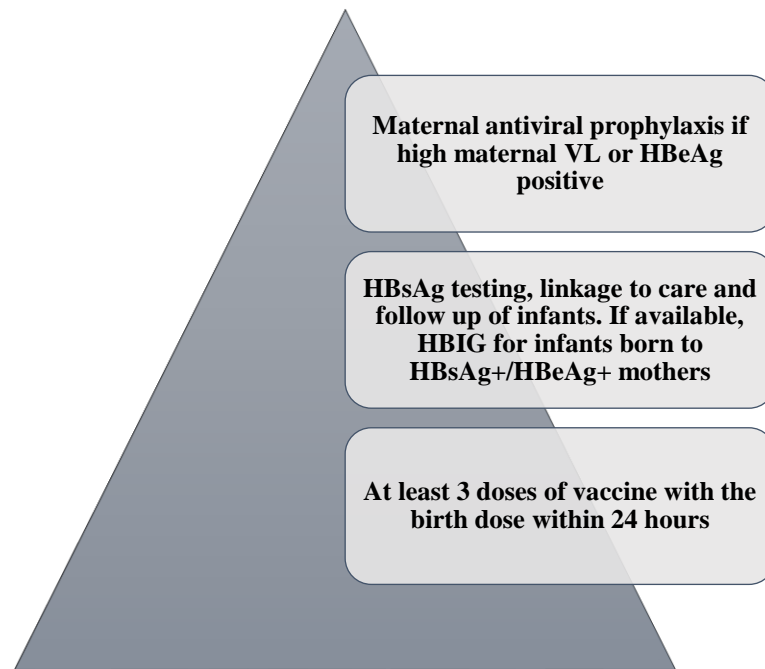 Maternal antiviral prophylaxis if
high maternal VL or HBeAg
positive
HBsAg testing, linkage to care and
follow up of infants. If available,
HBIG for infants born to
HBsAg+/HBeAg+ mothers
At least 3 doses of vaccine with the
birth dose within 24 hours